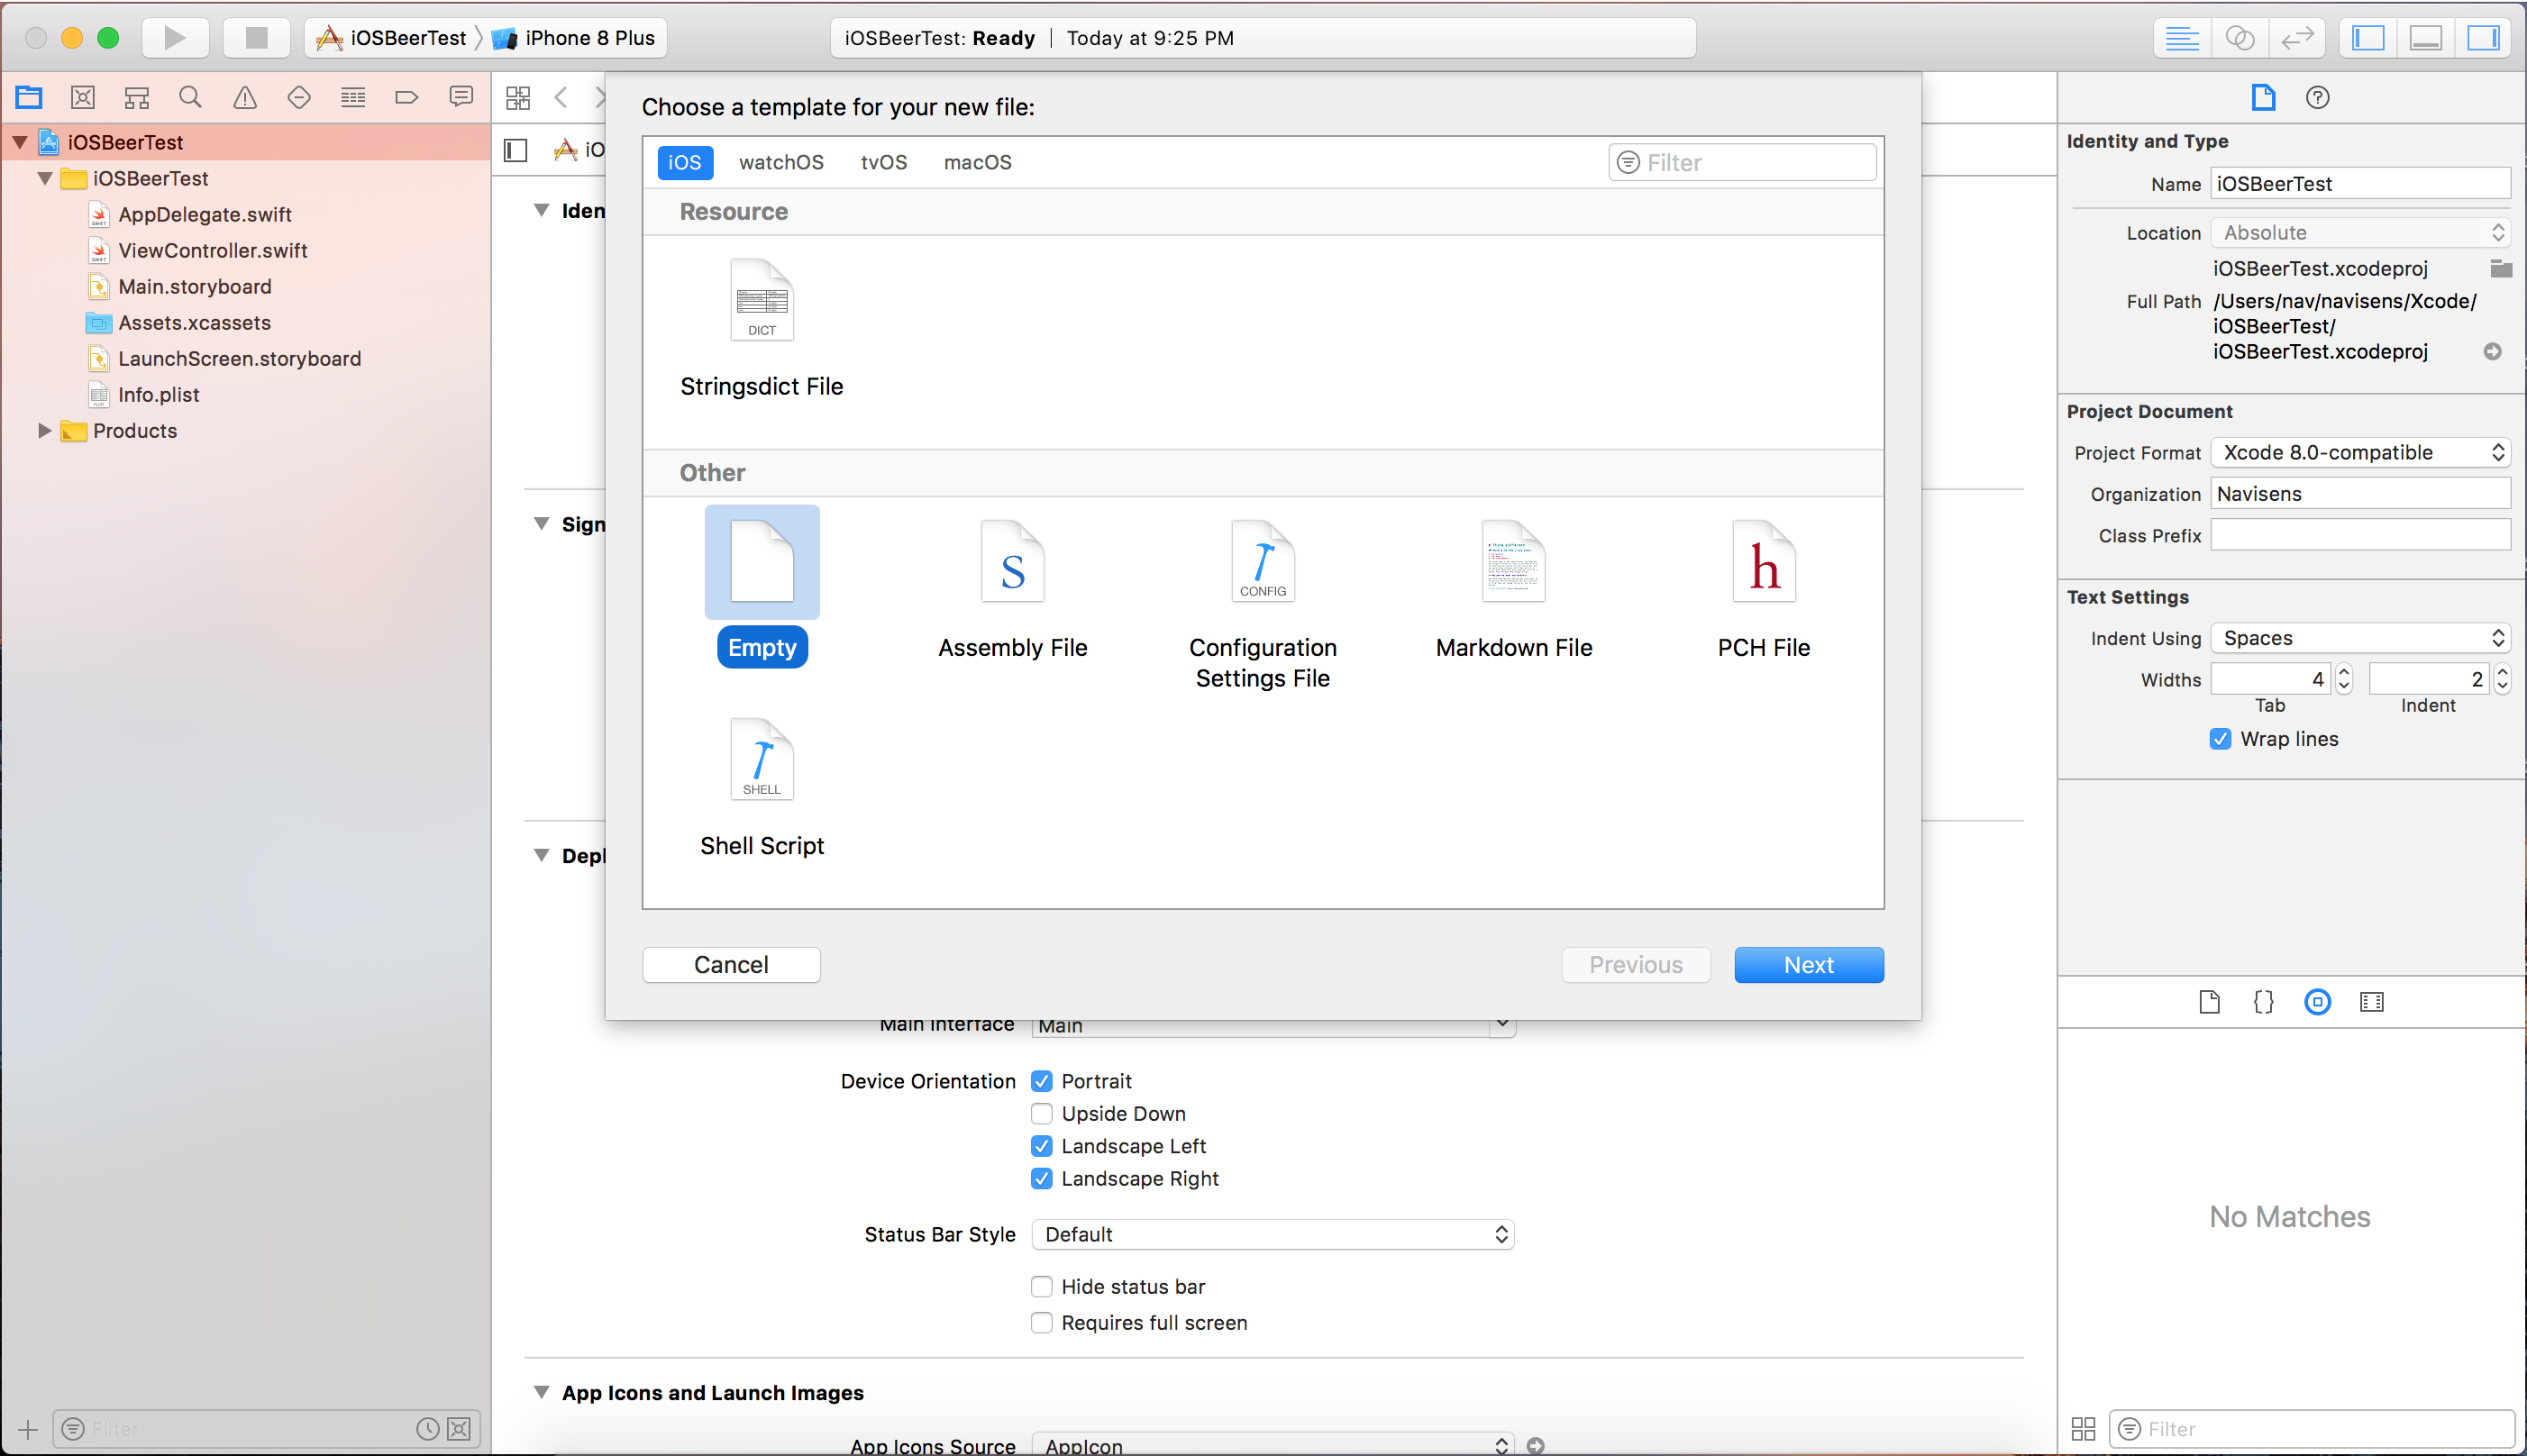 iOSBeerTest iPhone 8 Plus
iOSBeerTest: Ready | Today at 9:25 PM
iOSBeerTest
iOSBeerTest
AppDelegate.swift
ViewController.swift
Main.storyboard
Assets.xcassets
LaunchScreen.storyboard
Info.plist
Products
Filter
iO
Iden
Sign
Depl
Choose a template for your new file:
iOS watchOS tvOS macOS Filter
Resource
DICT
Stringsdict File
Other
S CONFIG h
Empty Assembly File Configuration Markdown File PCH File
Settings File
SHELL
Shell Script
Cancel Previous Next
Main Interface Main
Device Orientation Portrait
Upside Down
Landscape Left
Landscape Right
Status Bar Style Default
Hide status bar
Requires full screen
App Icons and Launch Images
App Icons Source AppIcon
Identity and Type
Name iOSBeerTest
Location Absolute
iOSBeerTest.xcodeproj
Full Path /Users/nav/navisens/Xcode/
iOSBeerTest/
iOSBeerTest.xcodeproj
Project Document
Project Format Xcode 8.0-compatible
Organization Navisens
Class Prefix
Text Settings
Indent Using Spaces
Widths 4 2
Tab Indent
Wrap lines
No Matches
Filter